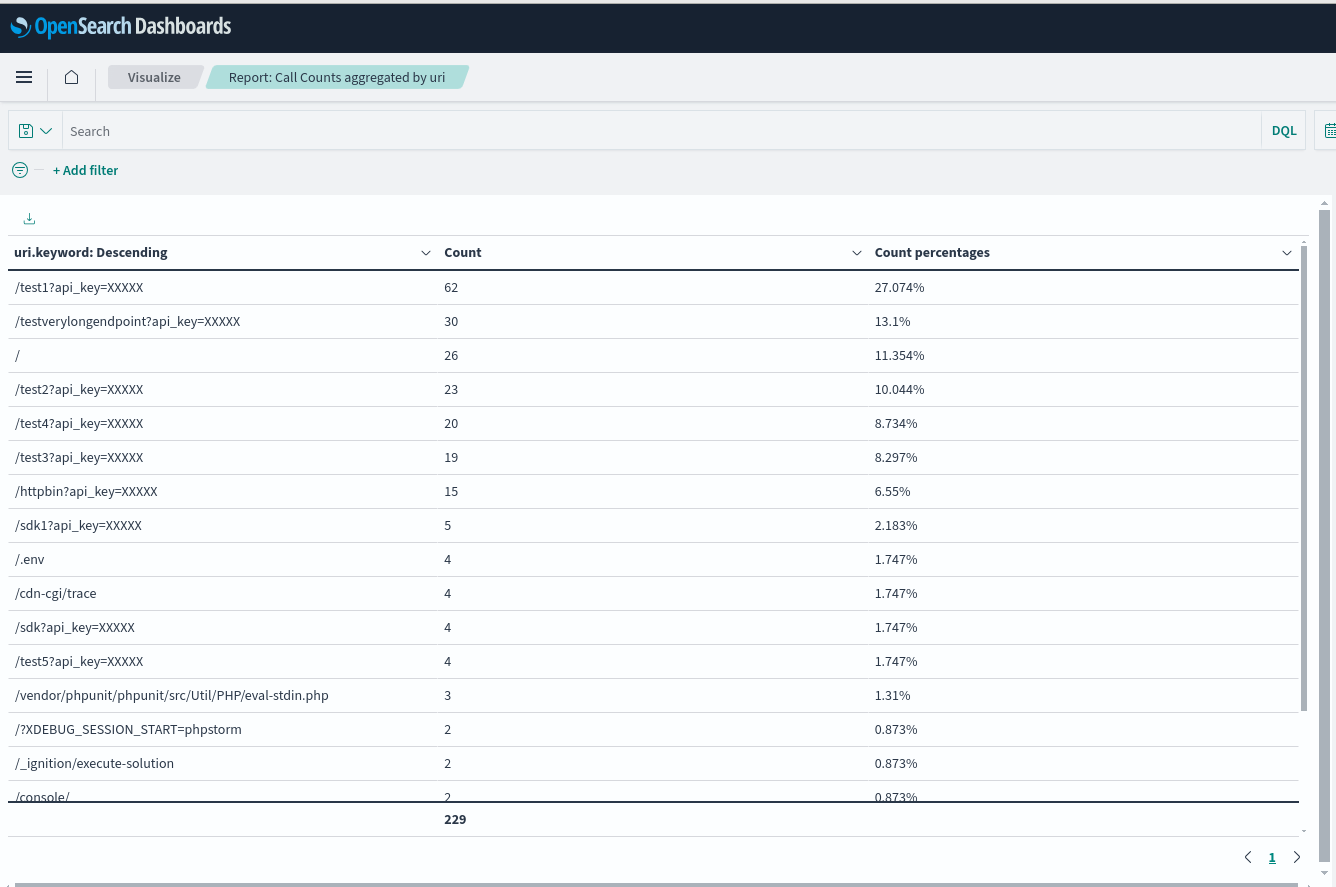 OpenSearch Dashboards
Visualize Report: Call Counts aggregated by uri
Search DQL
+ Add filter
uri.keyword: Descending Count Count percentages
/test1?api_key=XXXXX 62 27.074%
/testverylongendpoint?api_key=XXXXX 30 13.1%
/ 26 11.354%
/test2?api_key=XXXXX 23 10.044%
/test4?api_key=XXXXX 20 8.734%
/test3?api_key=XXXXX 19 8.297%
/httpbin?api_key=XXXXX 15 6.55%
/sdk1?api_key=XXXXX 5 2.183%
/.env 4 1.747%
/cdn-cgi/trace 4 1.747%
/sdk?api_key=XXXXX 4 1.747%
/test5?api_key=XXXXX 4 1.747%
/vendor/phpunit/phpunit/src/Util/PHP/eval-stdin.php 3 1.31%
/?XDEBUG_SESSION_START=phpstorm 2 0.873%
/_ignition/execute-solution 2 0.873%
/console/ 2 0.873%
229
1